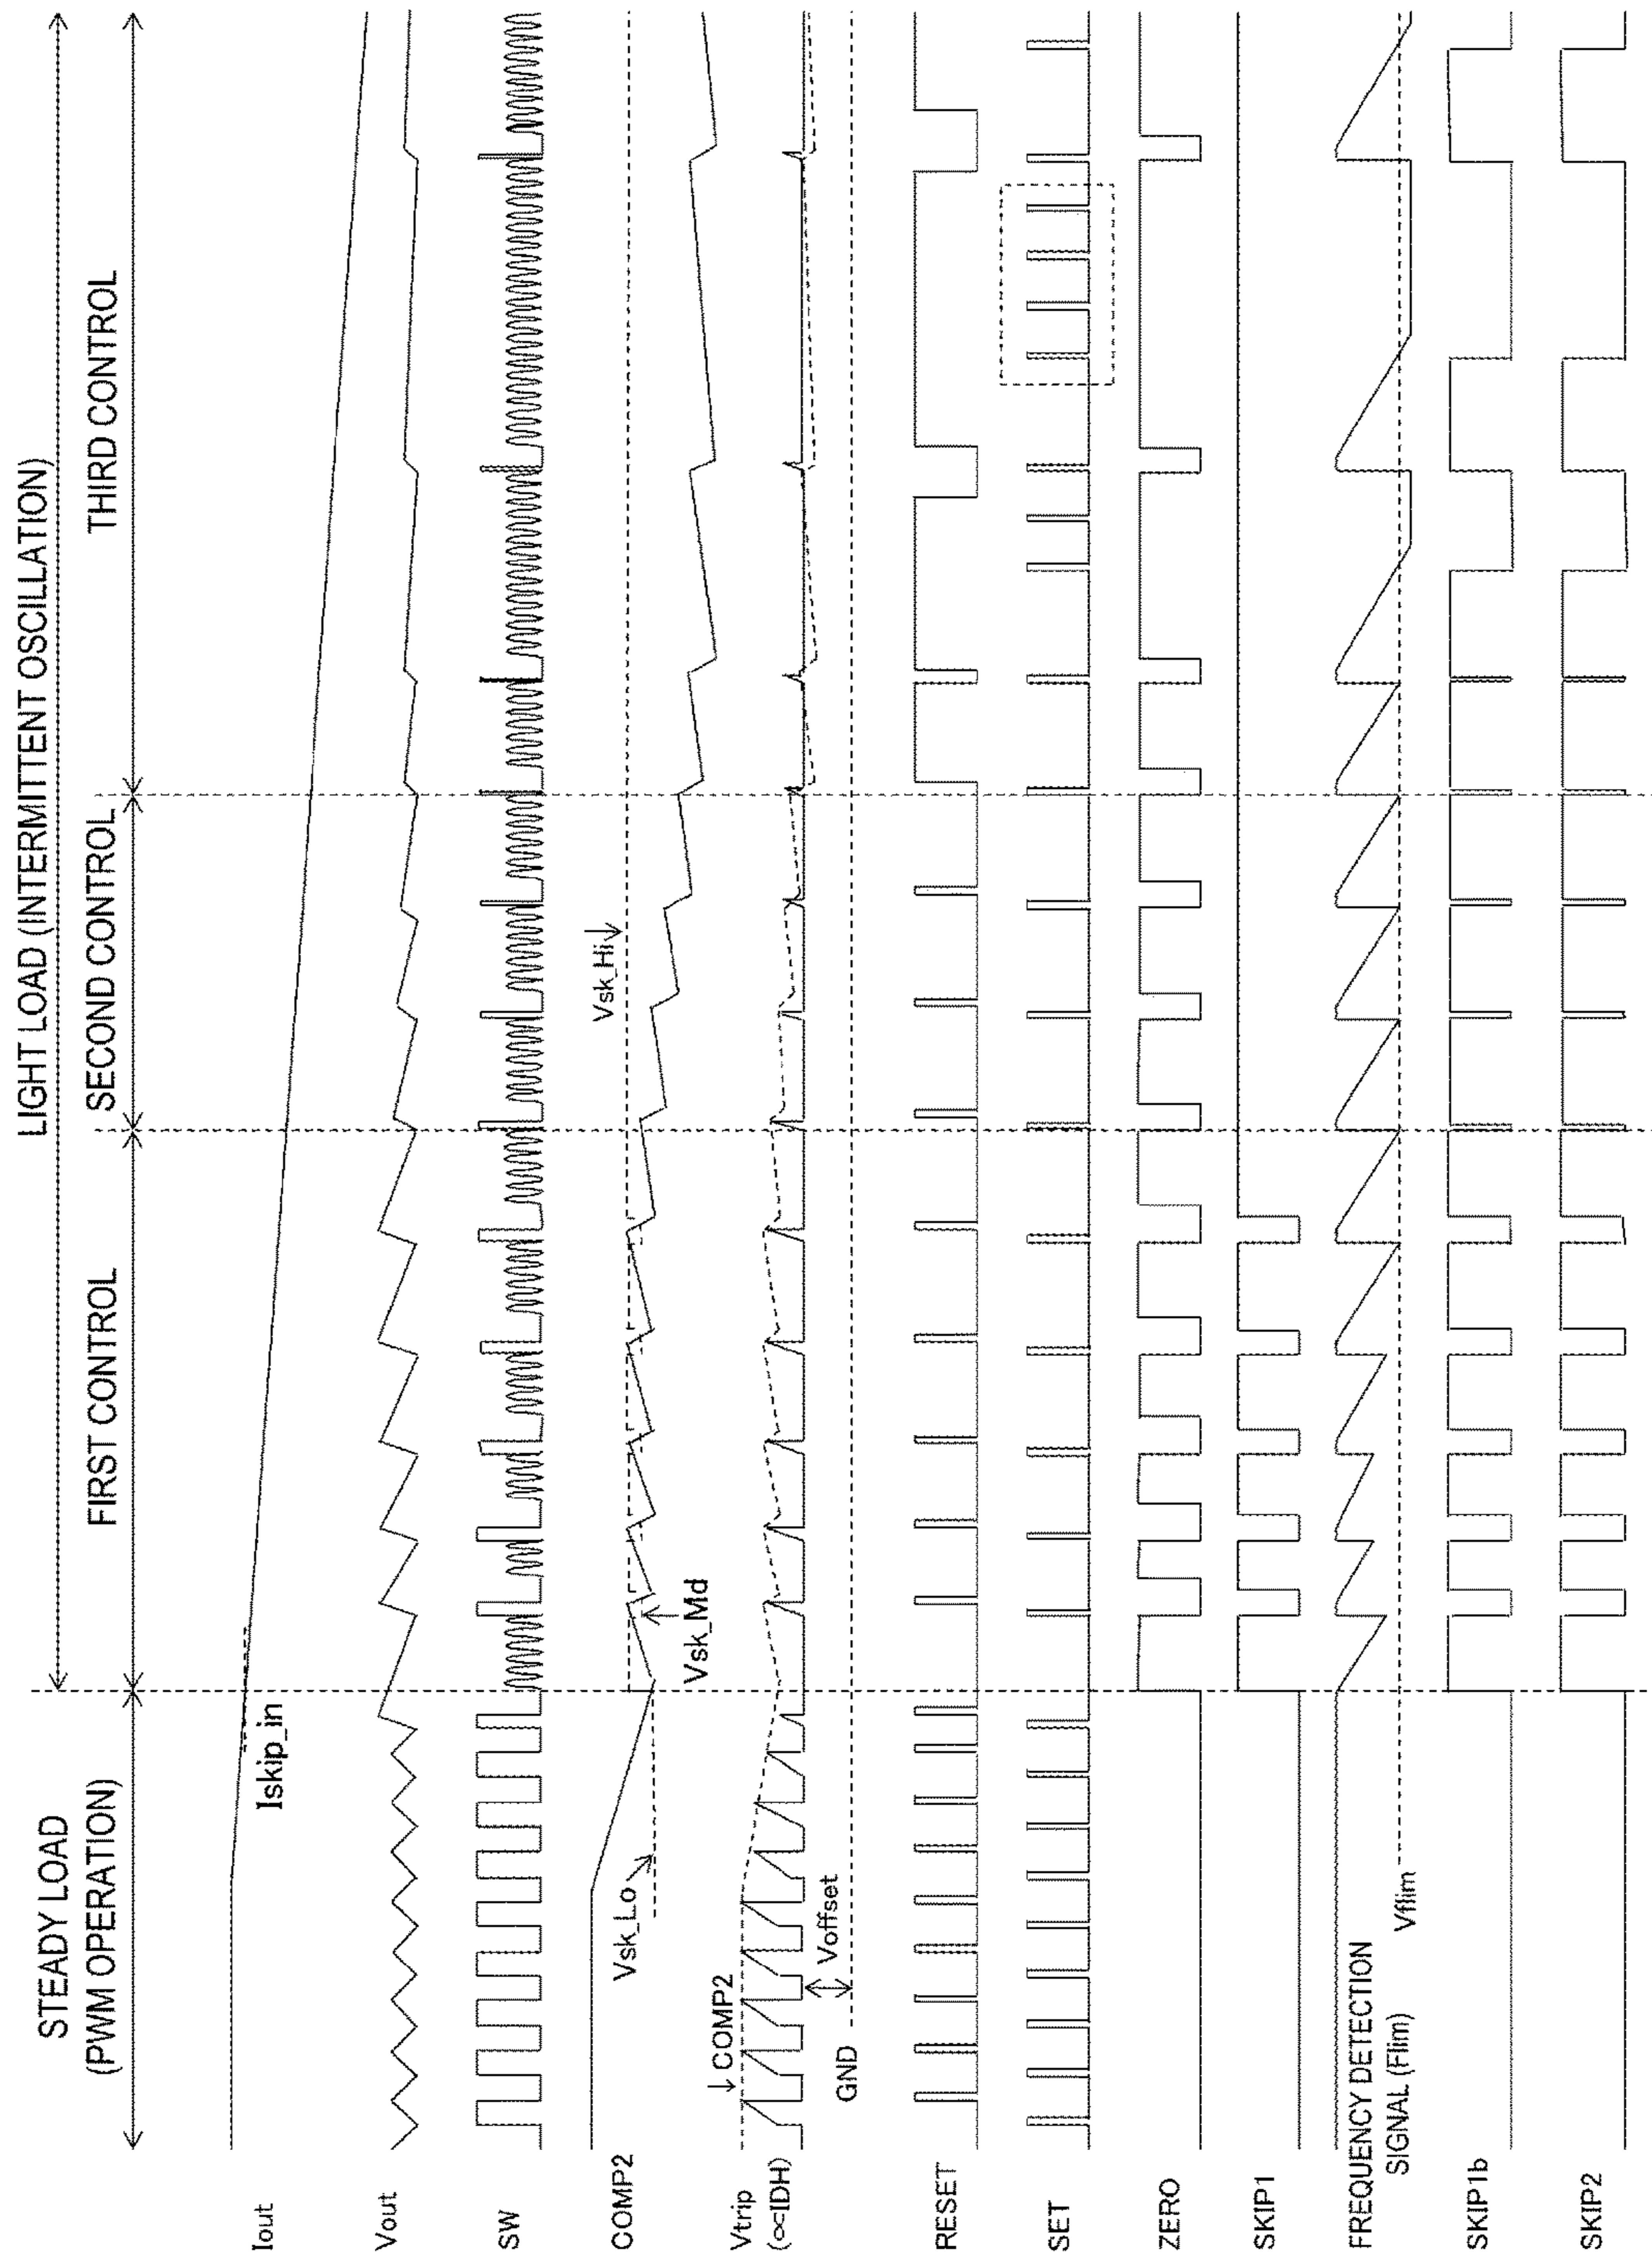 STEADY LOAD
(PWM OPERATION)
LIGHT LOAD (INTERMITTENT OSCILLATION)
FIRST CONTROL
SECOND CONTROL
THIRD CONTROL
Iout
Iskip_in
Vout
SW
COMP2
Vsk_Lo
Vsk_Md
Vsk_Hi
Vtrip
(∝IDH)
COMP2
Voffset
GND
RESET
SET
ZERO
SKIP1
FREQUENCY DETECTION
SIGNAL (Flim)
Vflim
SKIP1b
SKIP2